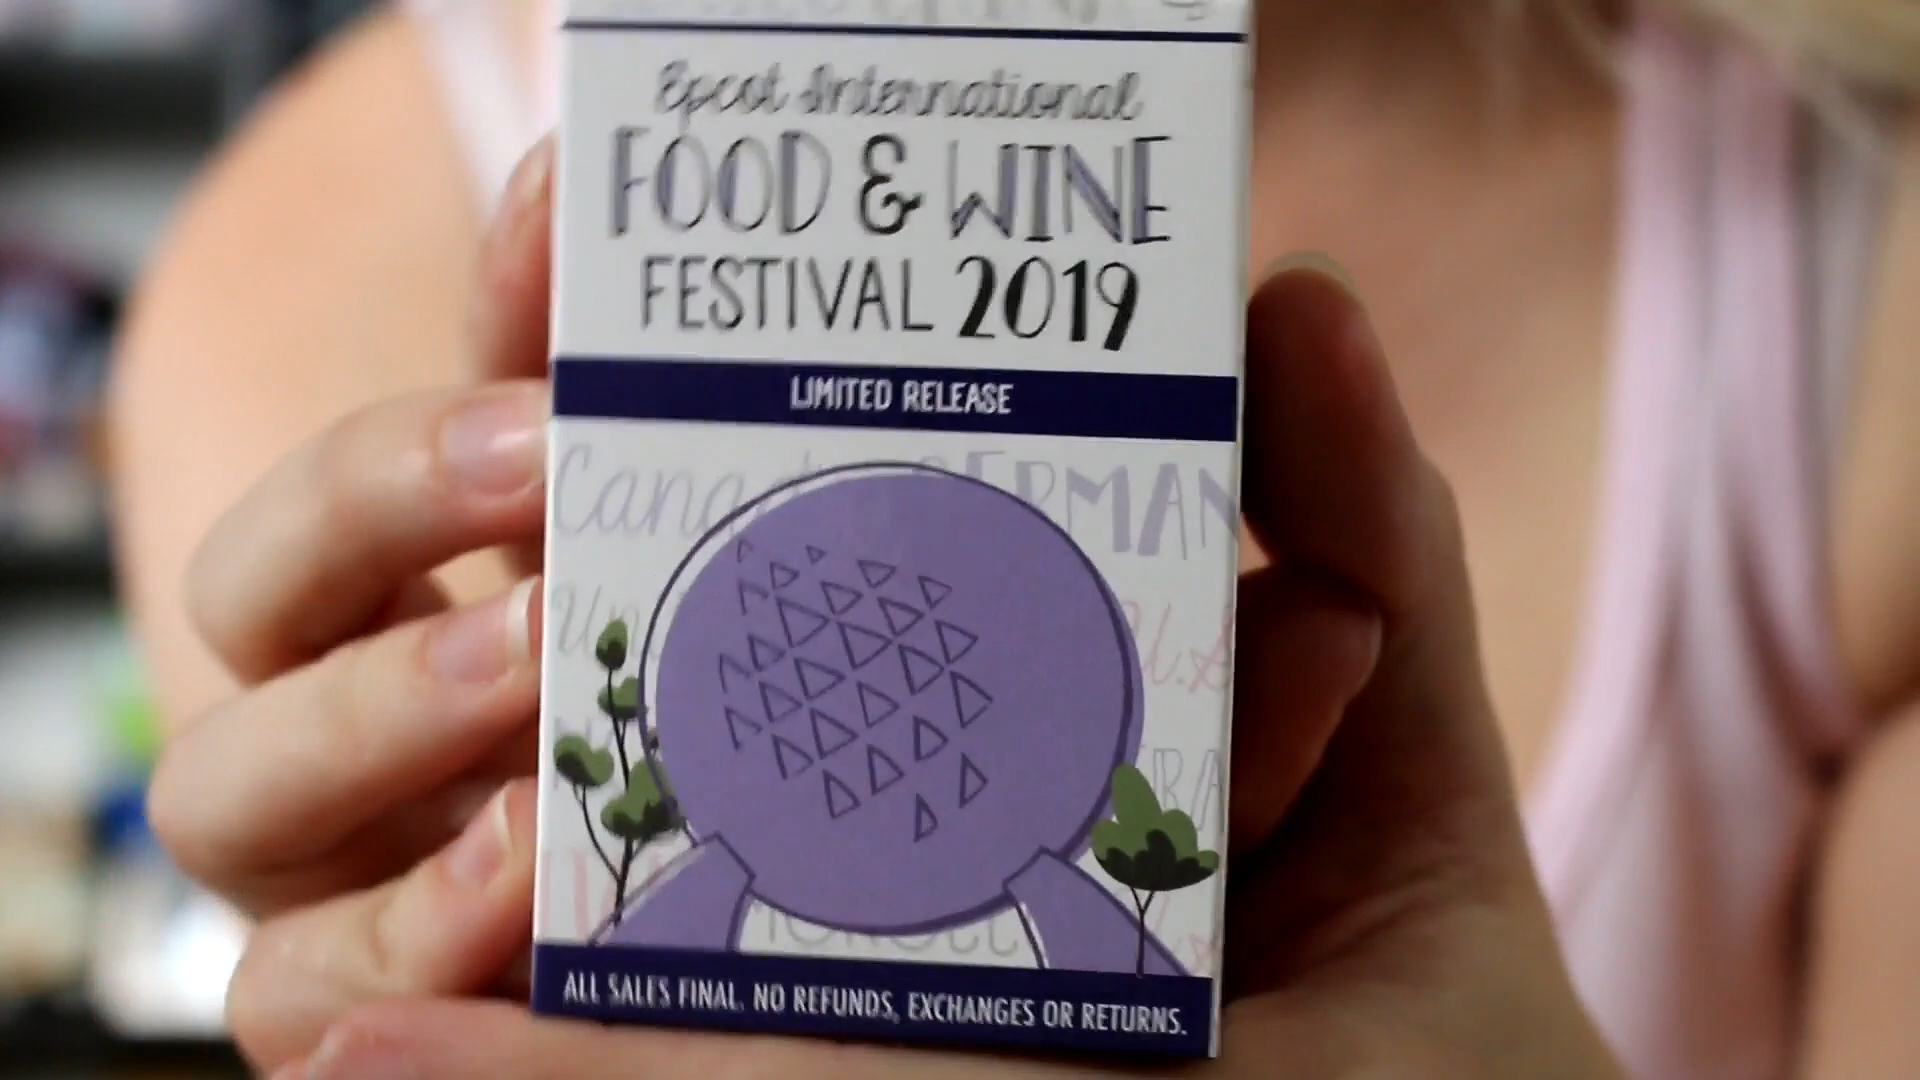 Epcot International
FOOD & WINE
FESTIVAL 2019
LIMITED RELEASE
U.S
ALL SALES FINAL. NO REFUNDS, EXCHANGES OR RETURNS.